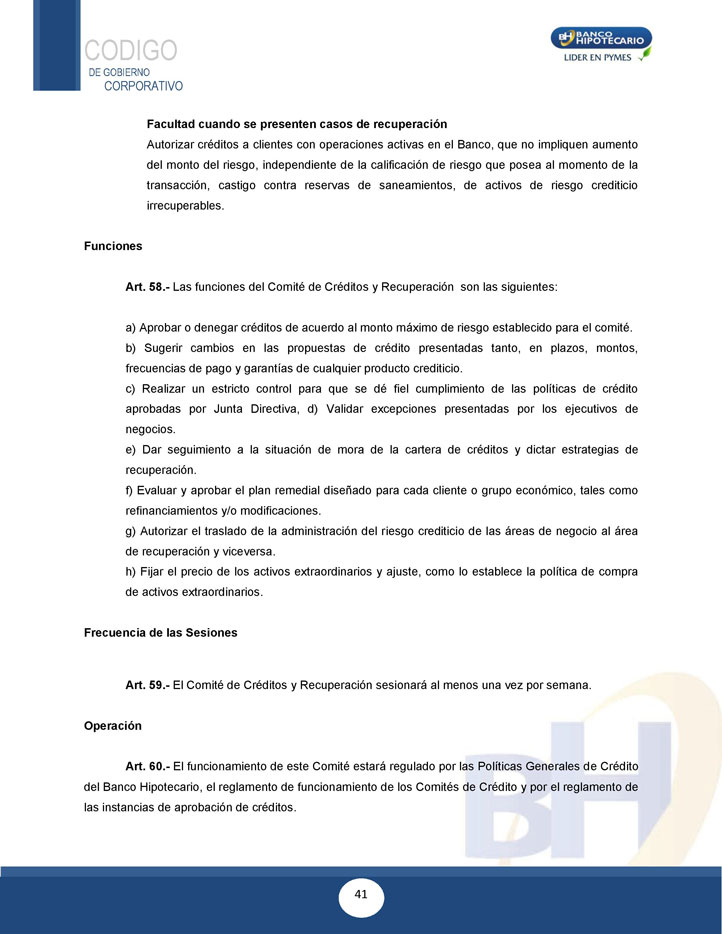 CODIGO
DE GOBIERNO
CORPORATIVO
BH BANCO
HIPOTECARIO
LIDER EN PYMES
Facultad cuando se presenten casos de recuperación
Autorizar créditos a clientes con operaciones activas en el Banco, que no impliquen aumento
del monto del riesgo, independiente de la calificación de riesgo que posea al momento de la
transacción, castigo contra reservas de saneamientos, de activos de riesgo crediticio
irrecuperables.
Funciones
Art. 58.- Las funciones del Comité de Créditos y Recuperación son las siguientes:
a) Aprobar o denegar créditos de acuerdo al monto máximo de riesgo establecido para el comité.
b) Sugerir cambios en las propuestas de crédito presentadas tanto, en plazos, montos,
frecuencias de pago y garantías de cualquier producto crediticio.
c) Realizar un estricto control para que se dé fiel cumplimiento de las políticas de crédito
aprobadas por Junta Directiva, d) Validar excepciones presentadas por los ejecutivos de
negocios.
e) Dar seguimiento a la situación de mora de la cartera de créditos y dictar estrategias de
recuperación.
f) Evaluar y aprobar el plan remedial diseñado para cada cliente o grupo económico, tales como
refinanciamientos y/o modificaciones.
g) Autorizar el traslado de la administración del riesgo crediticio de las áreas de negocio al área
de recuperación y viceversa.
h) Fijar el precio de los activos extraordinarios y ajuste, como lo establece la política de compra
de activos extraordinarios.
Frecuencia de las Sesiones
Art. 59.- El Comité de Créditos y Recuperación sesionará al menos una vez por semana.
Operación
Art. 60.- El funcionamiento de este Comité estará regulado por las Políticas Generales de Crédito
del Banco Hipotecario, el reglamento de funcionamiento de los Comités de Crédito y por el reglamento de
las instancias de aprobación de créditos.
BH
41